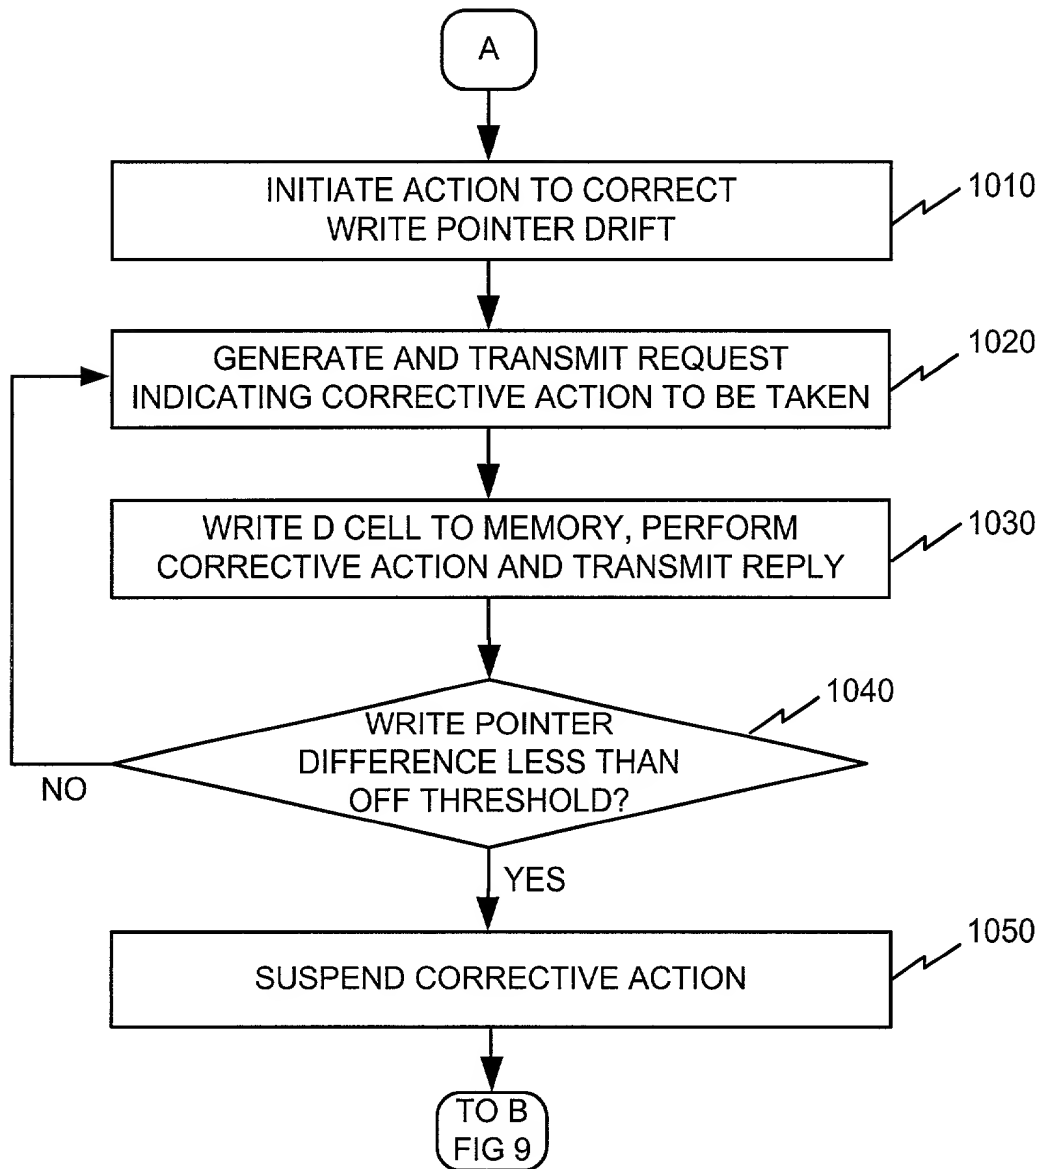 A
INITIATE ACTION TO CORRECT
WRITE POINTER DRIFT
1010
GENERATE AND TRANSMIT REQUEST
INDICATING CORRECTIVE ACTION TO BE TAKEN
1020
WRITE D CELL TO MEMORY, PERFORM
CORRECTIVE ACTION AND TRANSMIT REPLY
1030
WRITE POINTER
DIFFERENCE LESS THAN
OFF THRESHOLD?
1040
NO
YES
SUSPEND CORRECTIVE ACTION
1050
TO B
FIG 9